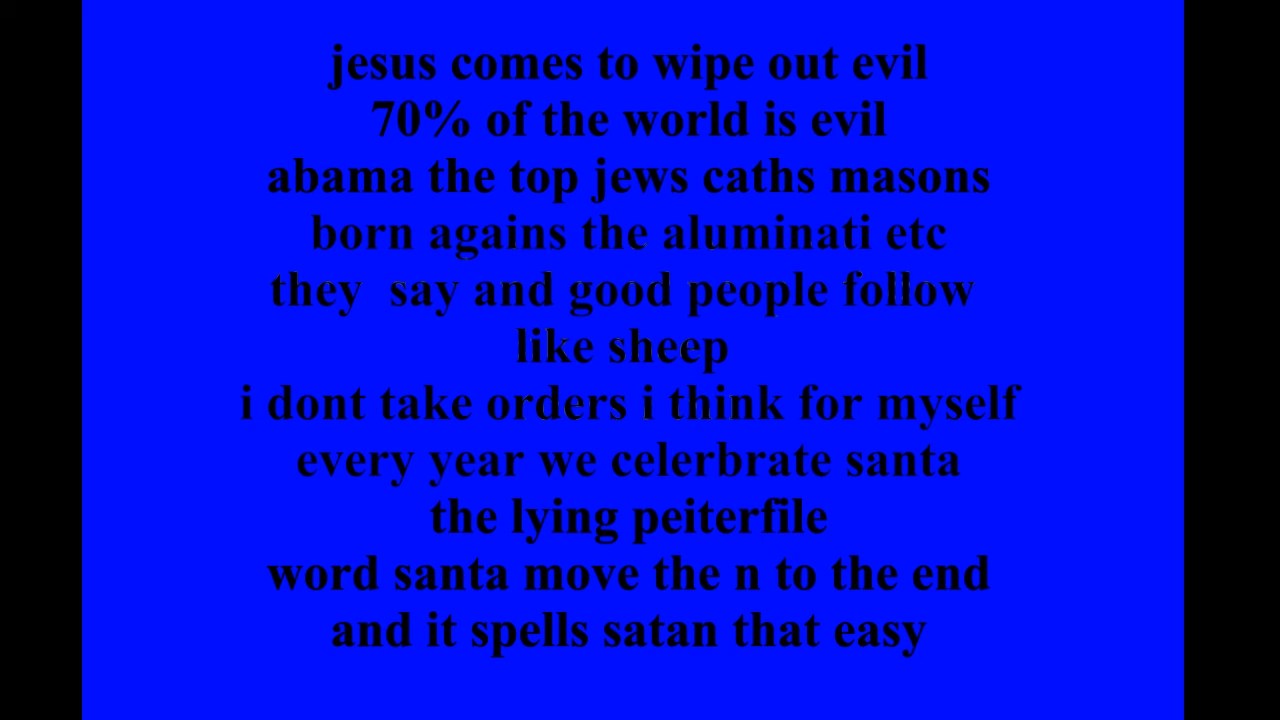 jesus comes to wipe out evil
70% of the world is evil
abama the top jews caths masons
born agains the aluminati etc
they  say and good people follow
like sheep
i dont take orders i think for myself
every year we celerbrate santa
the lying peiterfile
word santa move the n to the end
and it spells satan that easy